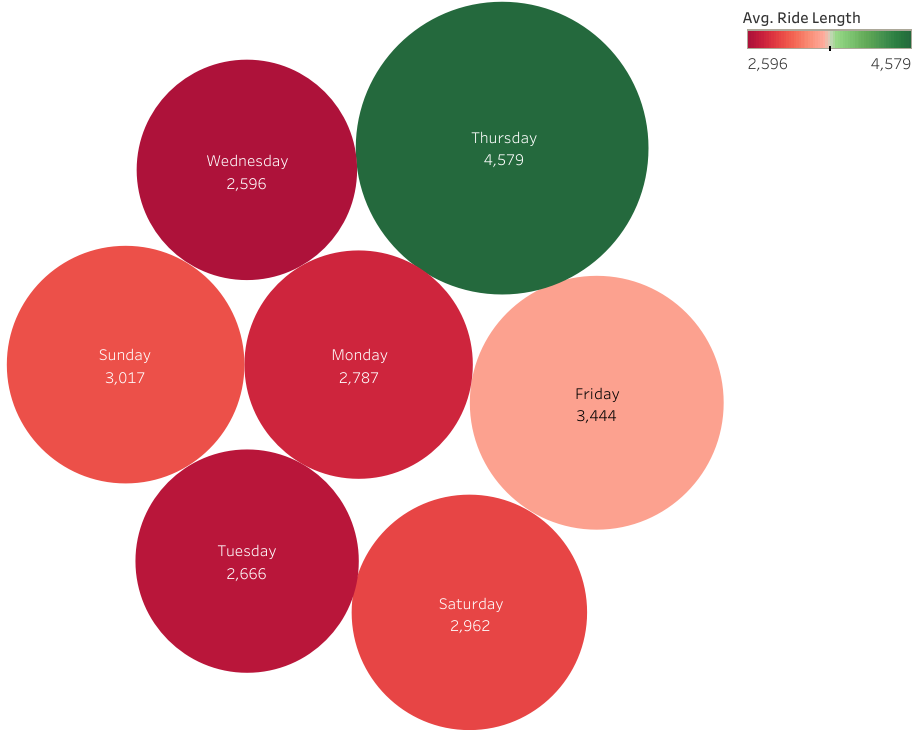 Avg. Ride Length
2,596
4,579
Thursday
4,579
Wednesday
2,596
Sunday
3,017
Monday
2,787
Friday
3,444
Tuesday
2,666
Saturday
2,962